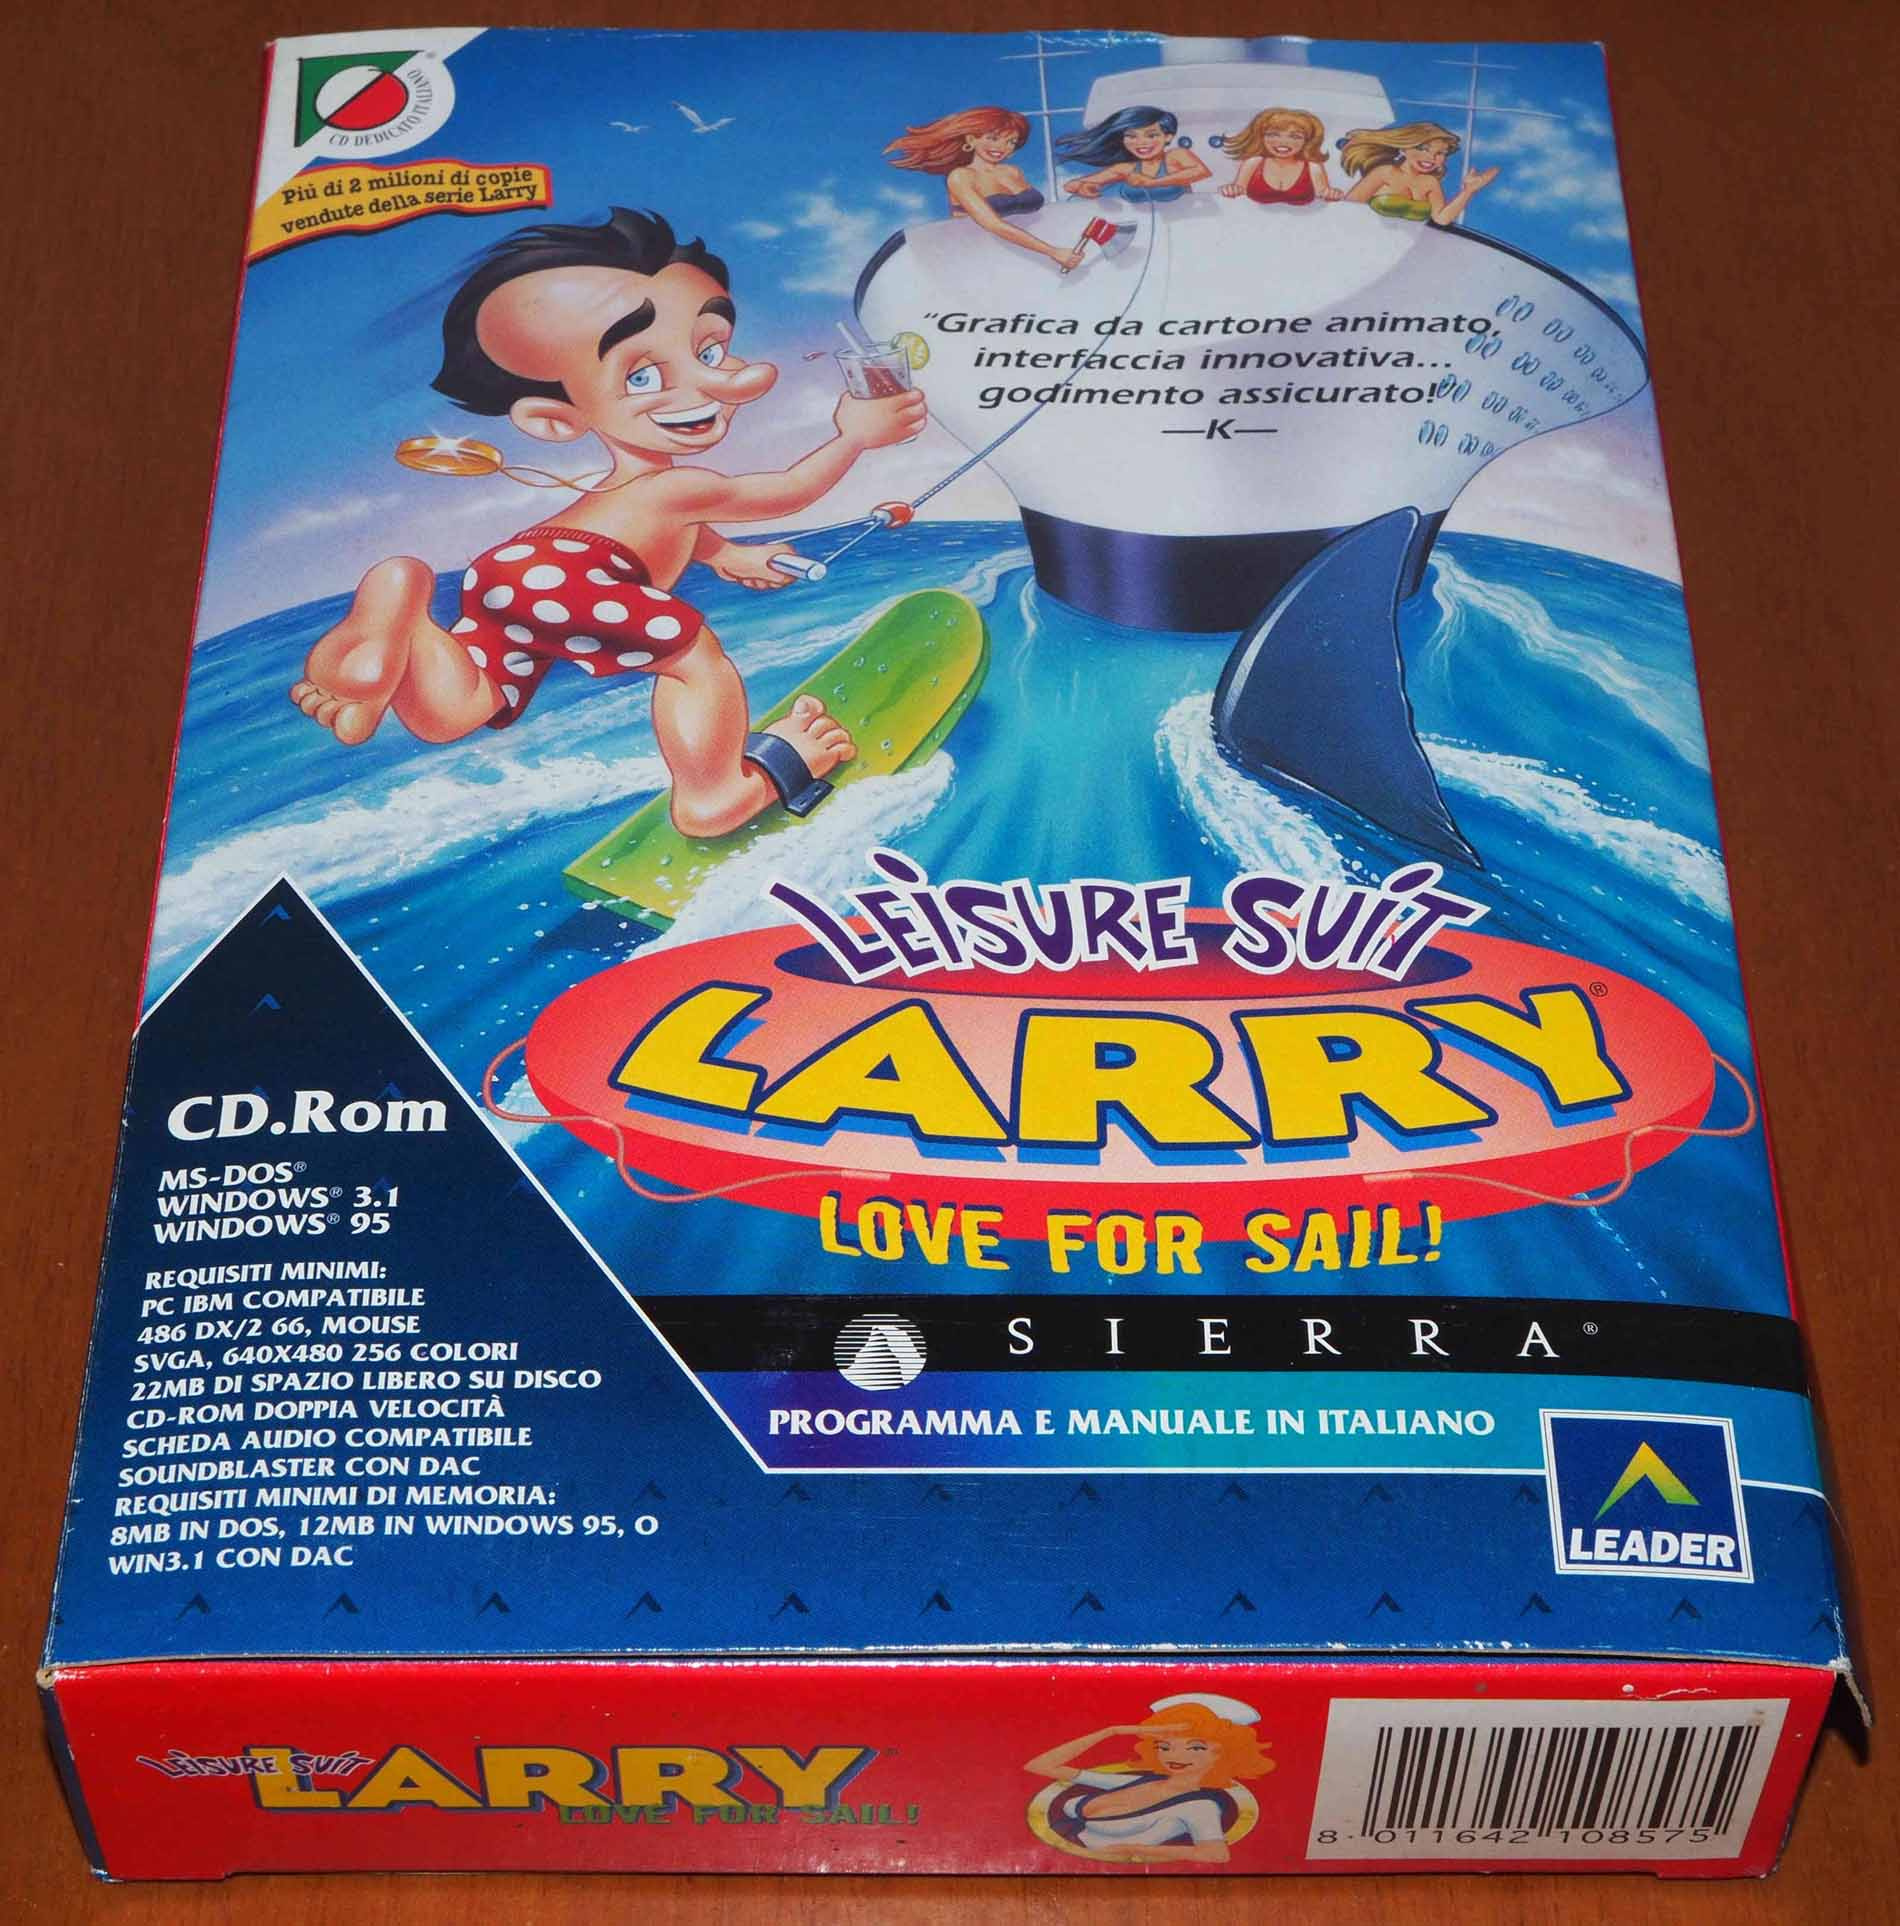 CD DEDICATO ITALIANO
®
Più di 2 milioni di copie
vendute della serie Larry
“Grafica da cartone animato,
interfaccia innovativa...
godimento assicurato!”
—K—
LEISURE SUIT
LARRY®
LOVE FOR SAIL!
CD.Rom
MS-DOS®
WINDOWS® 3.1
WINDOWS® 95
REQUISITI MINIMI:
PC IBM COMPATIBILE
486 DX/2 66, MOUSE
SVGA, 640X480 256 COLORI
22MB DI SPAZIO LIBERO SU DISCO
CD-ROM DOPPIA VELOCITÀ
SCHEDA AUDIO COMPATIBILE
SOUNDBLASTER CON DAC
REQUISITI MINIMI DI MEMORIA:
8MB IN DOS, 12MB IN WINDOWS 95, O
WIN3.1 CON DAC
SIERRA®
PROGRAMMA E MANUALE IN ITALIANO
LEADER
LEISURE SUIT
LARRY
LOVE FOR SAIL!
8 011642 108575